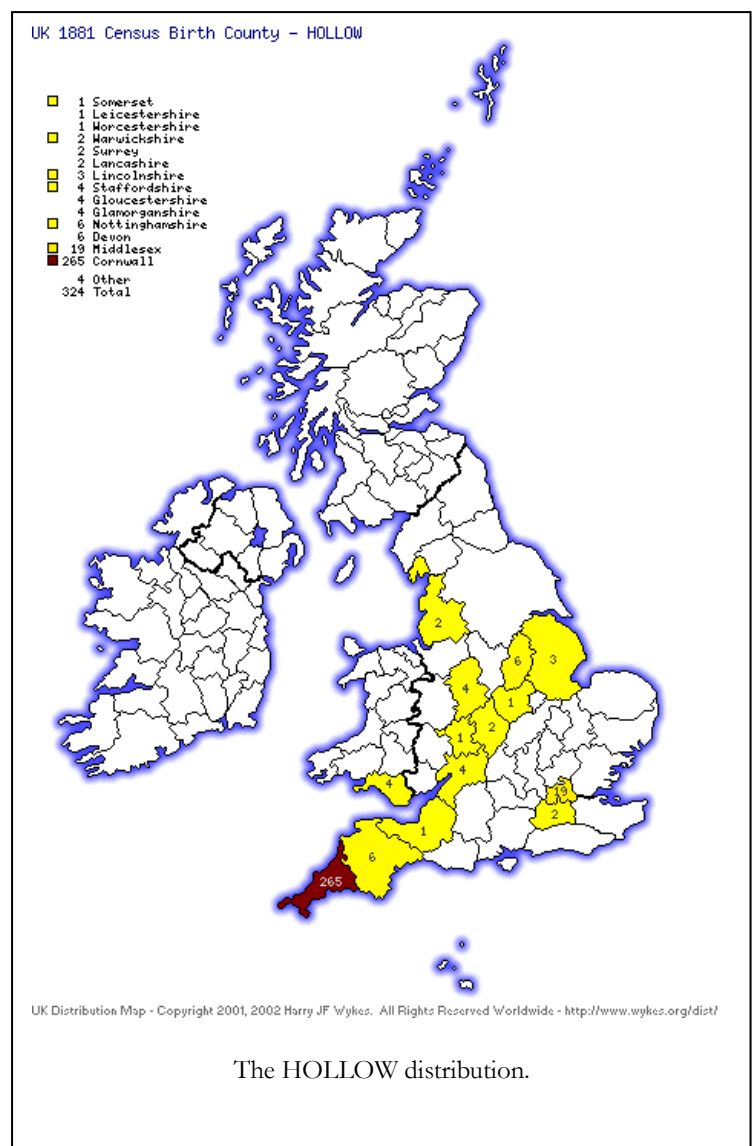 UK 1881 Census Birth County - HOLLOW
1 Somerset
1 Leicestershire
1 Worcestershire
2 Warwickshire
2 Surrey
2 Lancashire
3 Lincolnshire
4 Staffordshire
4 Gloucestershire
4 Glamorganshire
6 Nottinghamshire
6 Devon
19 Middlesex
265 Cornwall
4 Other
324 Total
2
6
3
4
1
2
1
4
4
19
2
1
6
265
UK Distribution Map - Copyright 2001, 2002 Harry JF Wykes. All Rights Reserved Worldwide - http://www.wykes.org/dist/
The HOLLOW distribution.